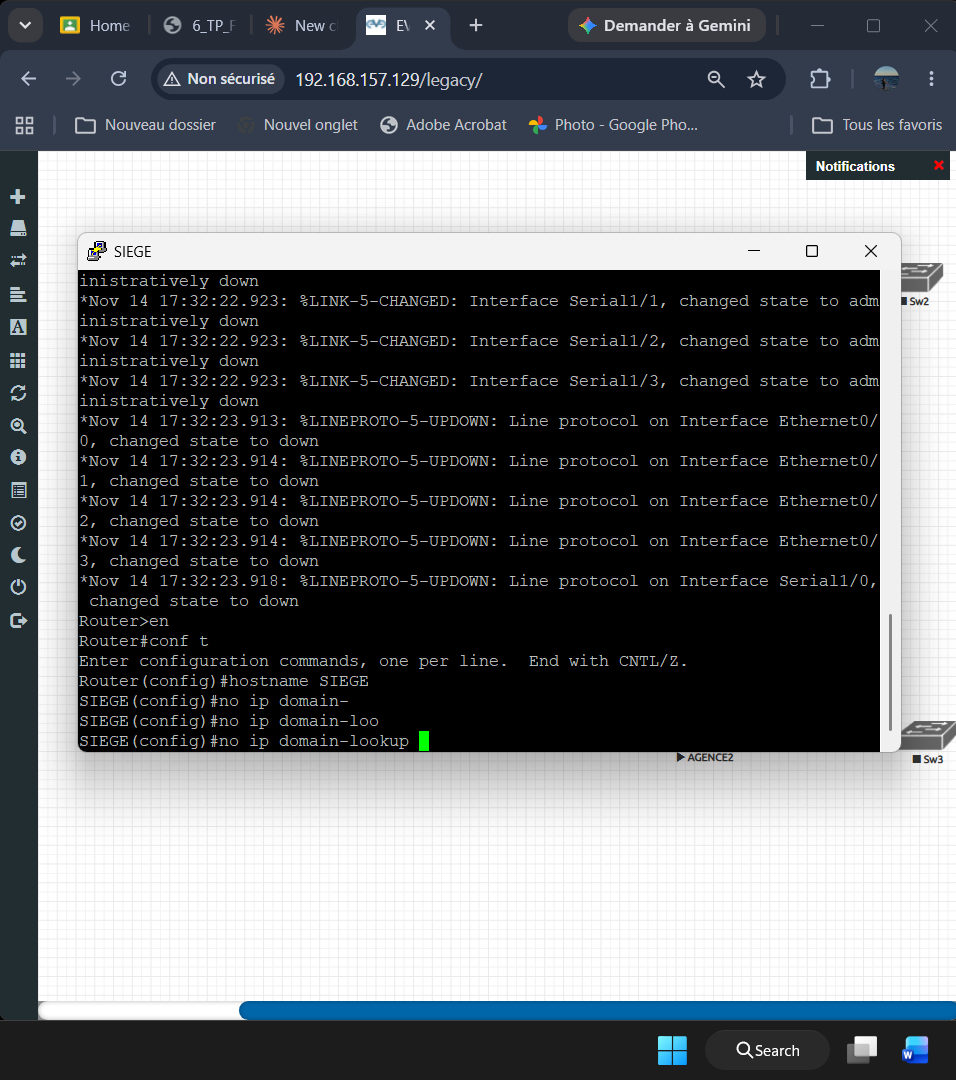 Home
6_TP_F
New c
EV
Demander à Gemini
Non sécurisé
192.168.157.129/legacy/
Nouveau dossier
Nouvel onglet
Adobe Acrobat
Photo - Google Pho...
Tous les favoris
Notifications
A
SIEGE
inistratively down
*Nov 14 17:32:22.923: %LINK-5-CHANGED: Interface Serial1/1, changed state to adm
inistratively down
*Nov 14 17:32:22.923: %LINK-5-CHANGED: Interface Serial1/2, changed state to adm
inistratively down
*Nov 14 17:32:22.923: %LINK-5-CHANGED: Interface Serial1/3, changed state to adm
inistratively down
*Nov 14 17:32:23.913: %LINEPROTO-5-UPDOWN: Line protocol on Interface Ethernet0/
0, changed state to down
*Nov 14 17:32:23.914: %LINEPROTO-5-UPDOWN: Line protocol on Interface Ethernet0/
1, changed state to down
*Nov 14 17:32:23.914: %LINEPROTO-5-UPDOWN: Line protocol on Interface Ethernet0/
2, changed state to down
*Nov 14 17:32:23.914: %LINEPROTO-5-UPDOWN: Line protocol on Interface Ethernet0/
3, changed state to down
*Nov 14 17:32:23.918: %LINEPROTO-5-UPDOWN: Line protocol on Interface Serial1/0,
changed state to down
Router>en
Router#conf t
Enter configuration commands, one per line.  End with CNTL/Z.
Router(config)#hostname SIEGE
SIEGE(config)#no ip domain-
SIEGE(config)#no ip domain-loo
SIEGE(config)#no ip domain-lookup
Sw2
AGENCE2
Sw3
Search
W